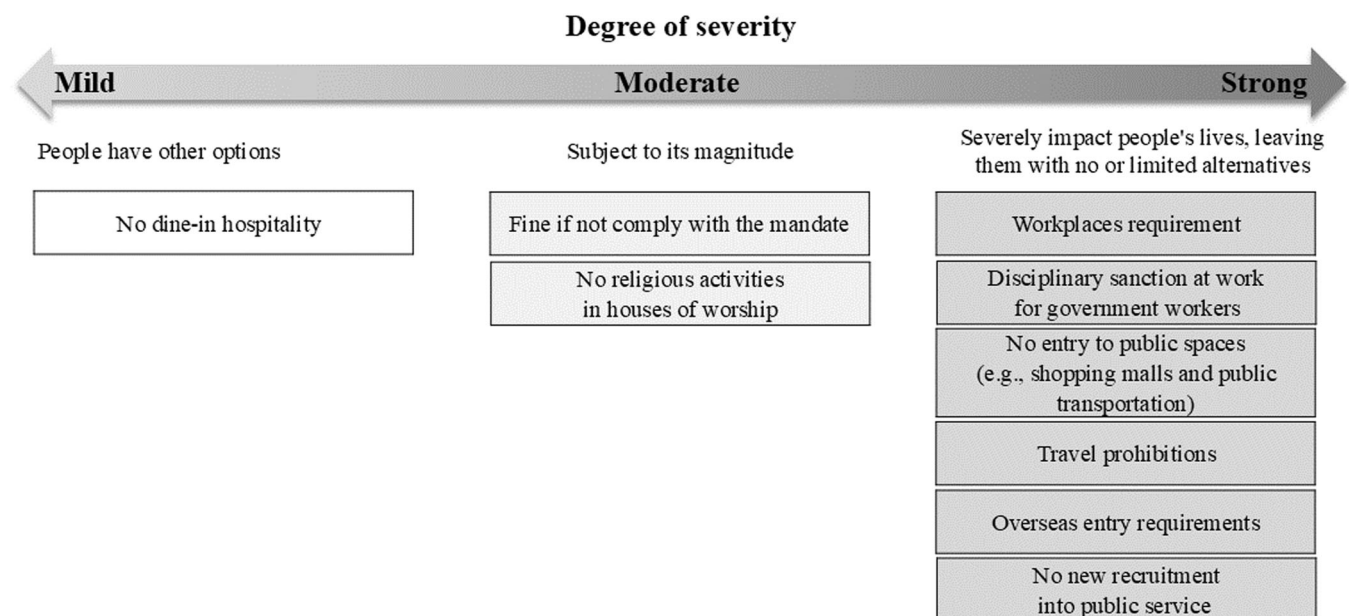 Degree of severity
Mild
Moderate
Strong
People have other options
Subject to its magnitude
Severely impact people's lives, leaving
them with no or limited alternatives
No dine-in hospitality
Fine if not comply with the mandate
No religious activities
in houses of worship
Workplaces requirement
Disciplinary sanction at work
for government workers
No entry to public spaces
(e.g., shopping malls and public
transportation)
Travel prohibitions
Overseas entry requirements
No new recruitment
into public service